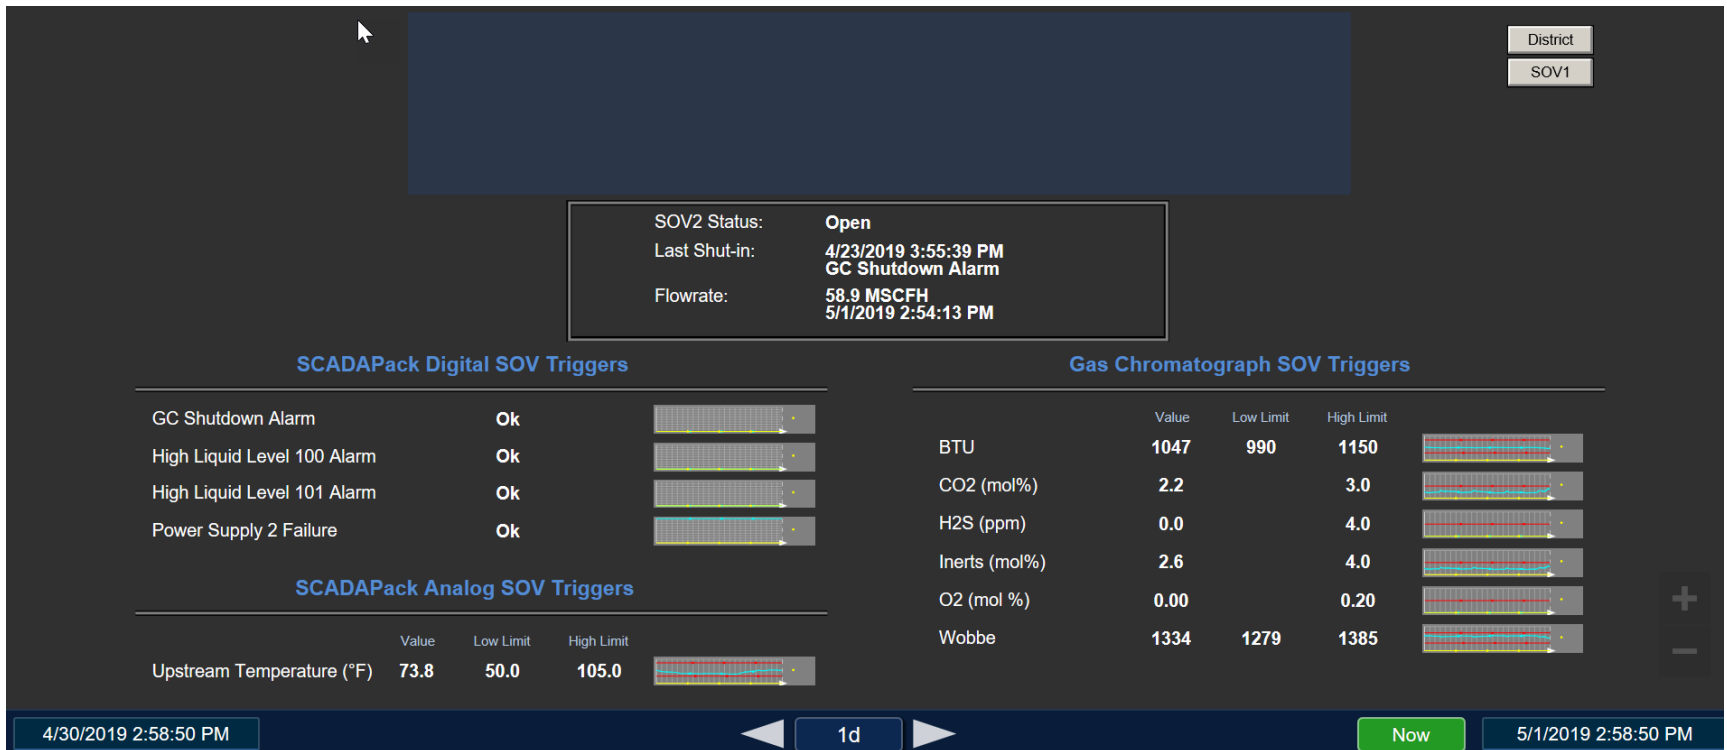 District
SOV1
SOV2 Status: Open
Last Shut-in: 4/23/2019 3:55:39 PM
GC Shutdown Alarm
Flowrate: 58.9 MSCFH
5/1/2019 2:54:13 PM
SCADAPack Digital SOV Triggers
GC Shutdown Alarm Ok
High Liquid Level 100 Alarm Ok
High Liquid Level 101 Alarm Ok
Power Supply 2 Failure Ok
SCADAPack Analog SOV Triggers
Value Low Limit High Limit
Upstream Temperature (°F) 73.8 50.0 105.0
Gas Chromatograph SOV Triggers
Value Low Limit High Limit
BTU 1047 990 1150
CO2 (mol%) 2.2 3.0
H2S (ppm) 0.0 4.0
Inerts (mol%) 2.6 4.0
O2 (mol %) 0.00 0.20
Wobbe 1334 1279 1385
4/30/2019 2:58:50 PM 1d Now 5/1/2019 2:58:50 PM